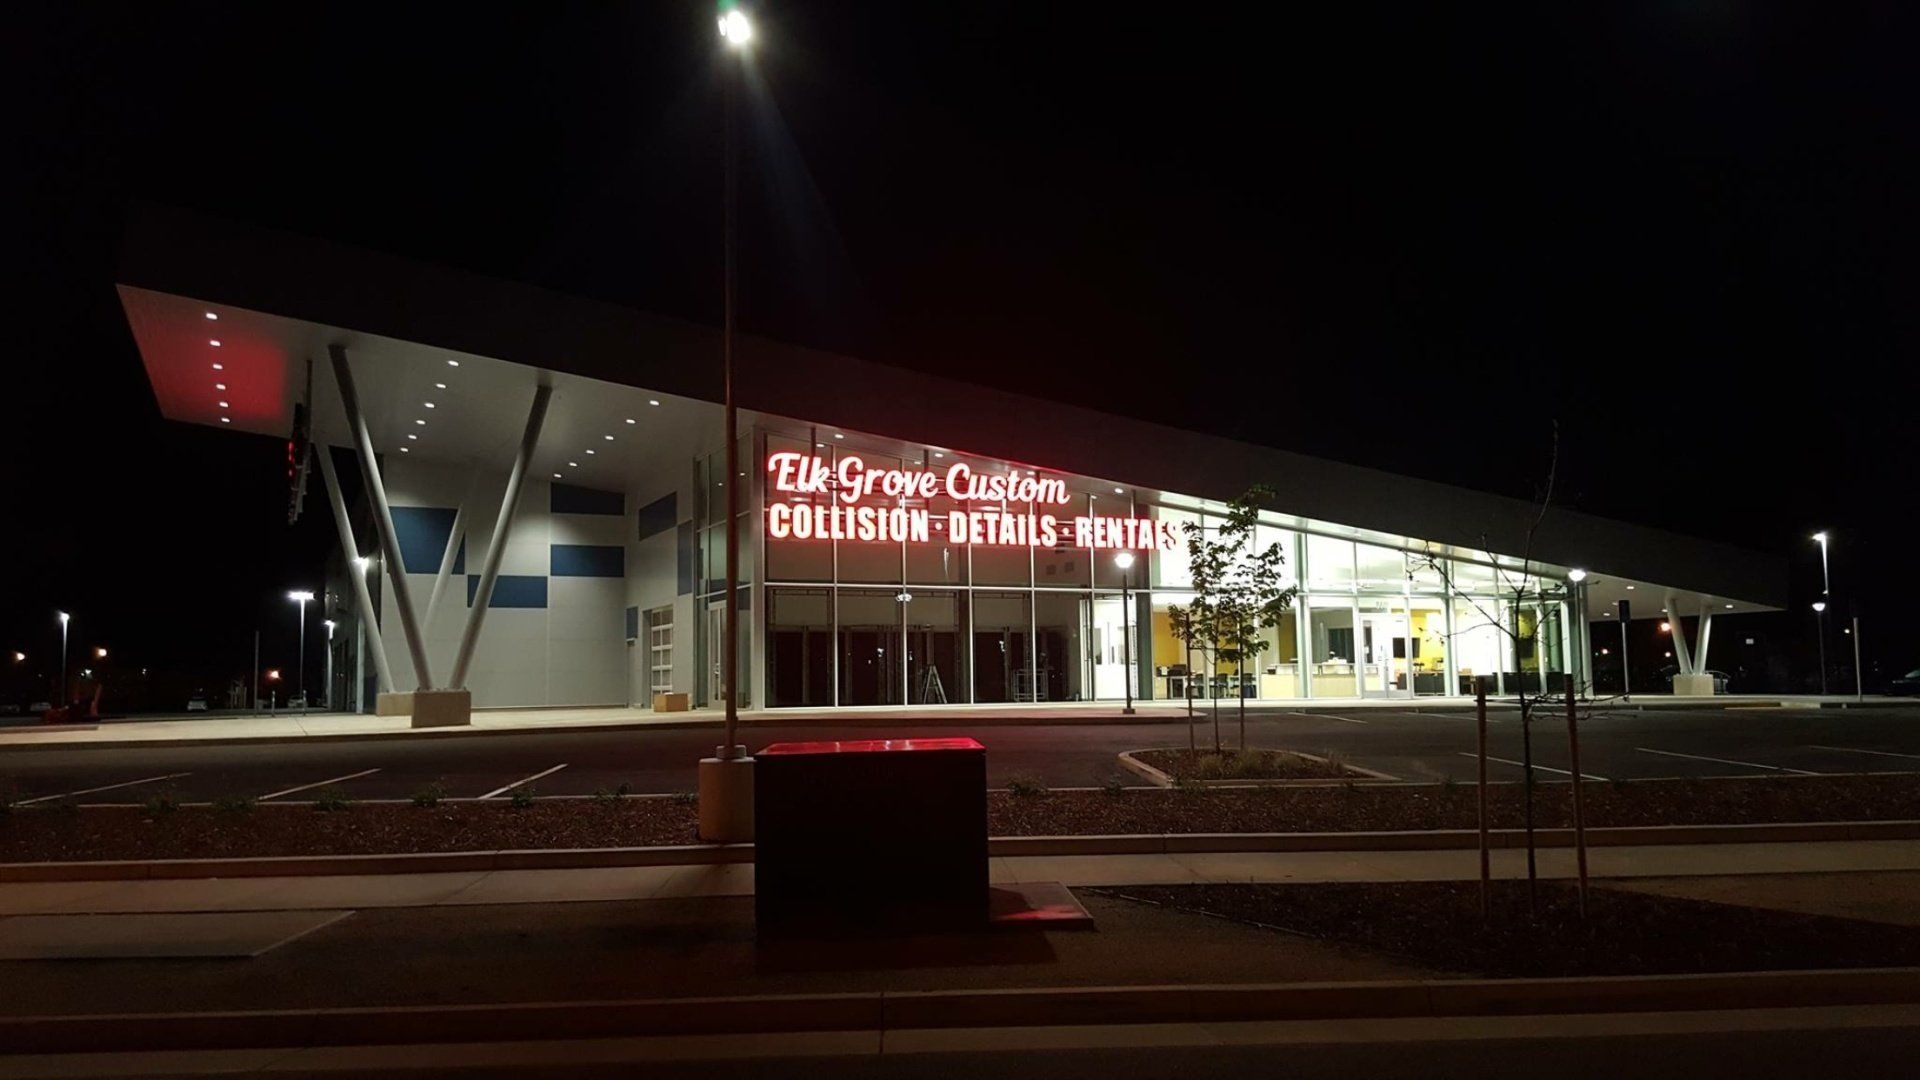 Elk Grove Custom
COLLISION · DETAILS · RENTALS